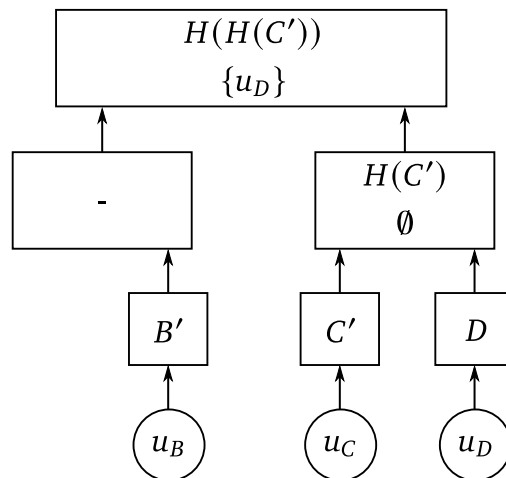 H(H(C′))
{u_D}
-
H(C′)
∅
B′
C′
D
u_B
u_C
u_D